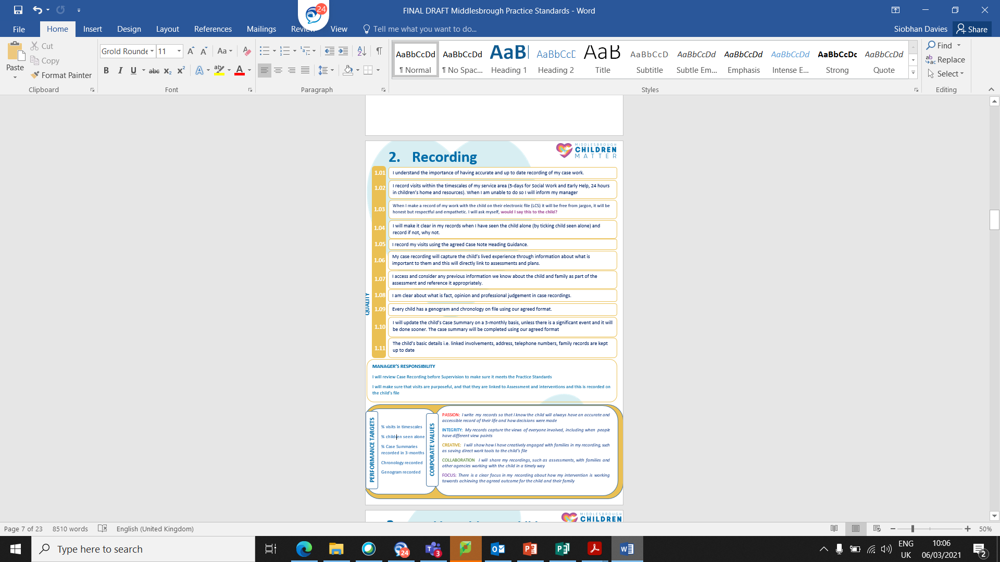 24
FINAL DRAFT Middlesbrough Practice Standards - Word
File Home Insert Design Layout References Mailings View Tell me what you want to do... Siobhan Davies Share
Cut
Copy
Format Painter
Paste
Clipboard
11
Aa
B I U abc x₂ x² A ab A
Font
Paragraph
AaBbCcDd AaBbCcDd AaBbCcD AaBbCcDd AaBbCcDd AaBbCcDd AaBbCcDd
¶ Normal ¶ No Spac... Heading 1 Heading 2 Title Subtitle Subtle Em... Emphasis Intense E... Strong Quote
Styles
Find
Replace
Select
Editing
MIDDLESBROUGH
CHILDREN
MATTER
2. Recording
1.01 I understand the importance of having accurate and up to date recording of my case work.
1.02 I record visits within the timescales of my service area (5-days for Social Work and Early Help, 24 hours
in children's home and resources). When I am unable to do so I will inform my manager
1.03 When I make a record of my work with the child on their electronic file (LCS) it will be free from jargon, it will be
honest but respectful and empathetic. I will ask myself, would I say this to the child?
1.04 I will make it clear in my records when I have seen the child alone (by ticking child seen alone) and
record if not, why not.
1.05 I record my visits using the agreed Case Note Heading Guidance.
1.06 My case recording will capture the child's lived experience through information about what is
important to them and this will directly link to assessments and plans.
1.07 I access and consider any previous information we know about the child and family as part of the
assessment and reference it appropriately.
1.08 I am clear about what is fact, opinion and professional judgement in case recordings.
1.09 Every child has a genogram and chronology on file using our agreed format.
1.10 I will update the child's Case Summary on a 3-monthly basis, unless there is a significant event and it will
be done sooner. The case summary will be completed using our agreed format
1.11 The child's basic details i.e. linked involvements, address, telephone numbers, family records are kept
up to date
QUALITY
MANAGER'S RESPONSIBILITY
I will review Case Recording before Supervision to make sure it meets the Practice Standards
I will make sure that visits are purposeful, and that they are linked to Assessment and interventions and this is recorded on
the child's file
PERFORMANCE TARGETS
% visits in timescales
% children seen alone
% Case Summaries
recorded in 3-months
Chronology recorded
Genogram recorded
CORPORATE VALUES
PASSION: I write my records so that I know the child will always have an accurate and
accessible record of their life and how decisions were made
INTEGRITY: My records capture the views of everyone involved, including when people
have different view points
CREATIVE: I will show how I have creatively engaged with families in my recording, such
as saving direct work tools to the child's file
COLLABORATION I will share my recordings, such as assessments, with families and
other agencies working with the child in a timely way
FOCUS: There is a clear focus in my recording about how my intervention is working
towards achieving the agreed outcome for the child and their family
MIDDLESBROUGH
CHILDREN
Page 7 of 23 8510 words English (United Kingdom) 50%
Type here to search
24
3
ENG
UK
10:06
06/03/2021
2